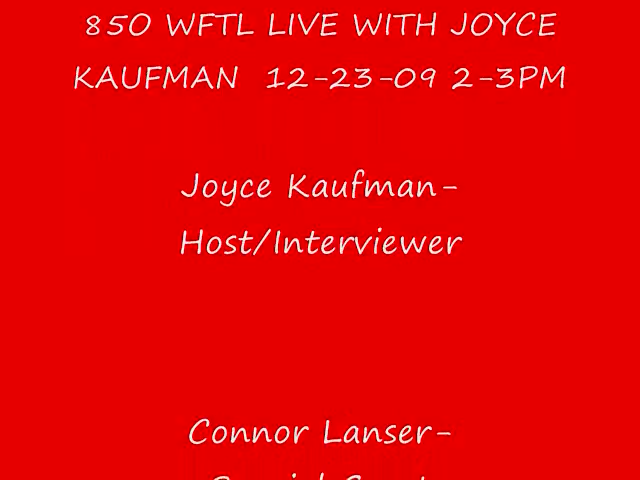 850 WFTL LIVE WITH JOYCE
KAUFMAN 12-23-09 2-3PM
Joyce Kaufman-
Host/Interviewer
Connor Lanser-